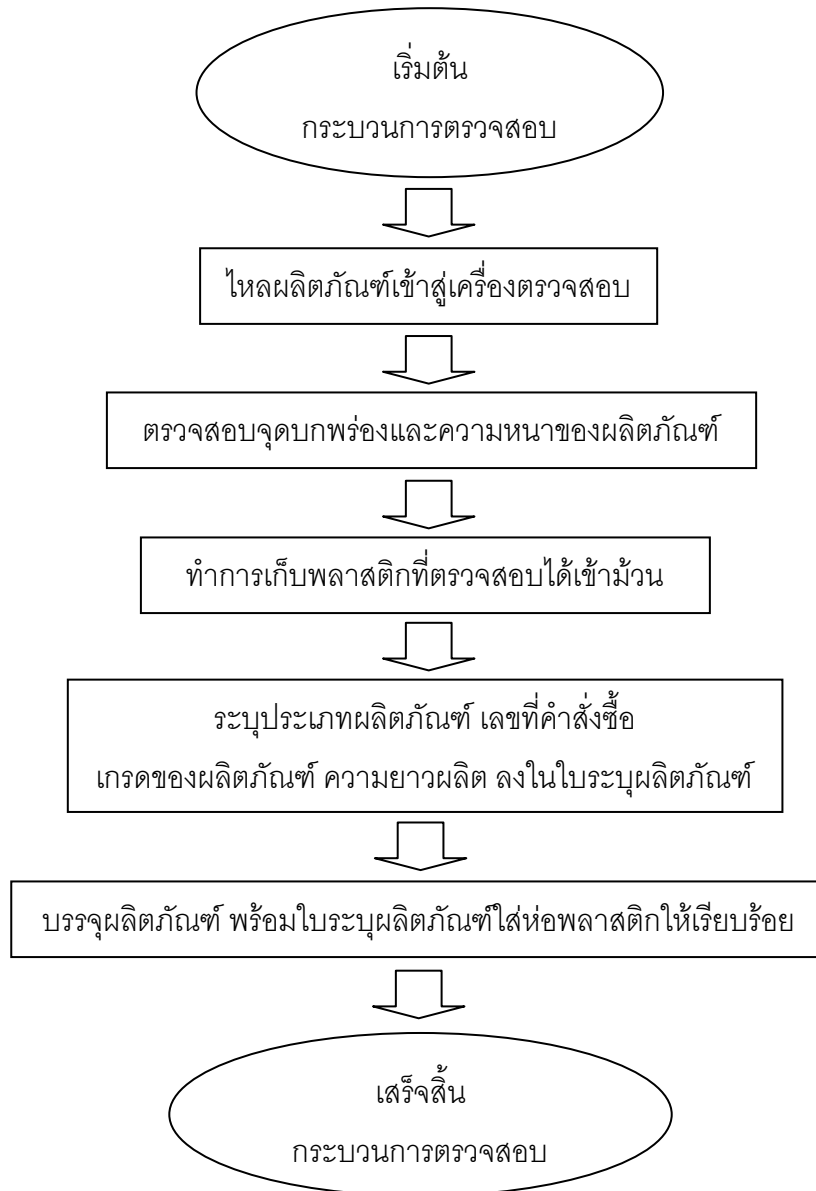 เริ่มต้น
กระบวนการตรวจสอบ
ไหลผลิตภัณฑ์เข้าสู่เครื่องตรวจสอบ
ตรวจสอบจุดบกพร่องและความหนาของผลิตภัณฑ์
ทำการเก็บพลาสติกที่ตรวจสอบได้เข้าม้วน
ระบุประเภทผลิตภัณฑ์ เลขที่คำสั่งซื้อ
เกรดของผลิตภัณฑ์ ความยาวผลิต ลงในใบระบุผลิตภัณฑ์
บรรจุผลิตภัณฑ์ พร้อมใบระบุผลิตภัณฑ์ใส่ห่อพลาสติกให้เรียบร้อย
เสร็จสิ้น
กระบวนการตรวจสอบ